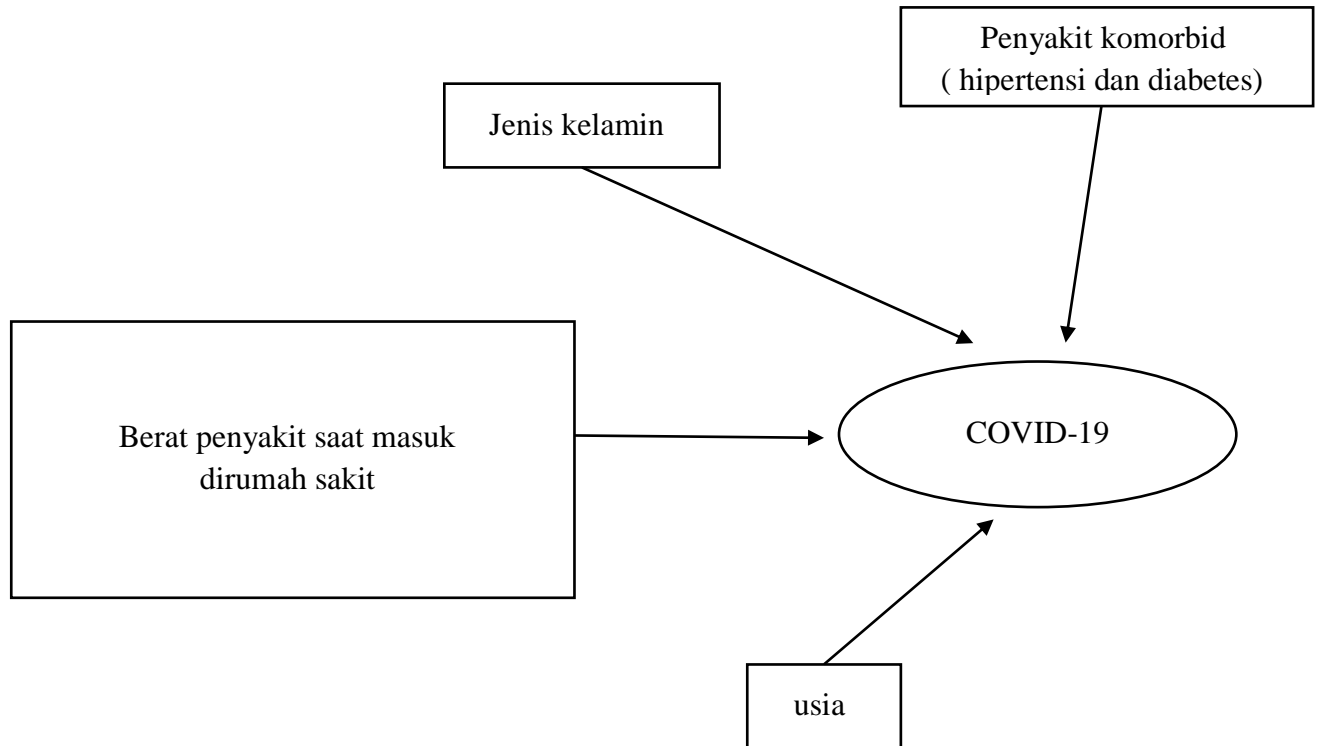 Penyakit komorbid
( hipertensi dan diabetes)
Jenis kelamin
Berat penyakit saat masuk
dirumah sakit
COVID-19
usia